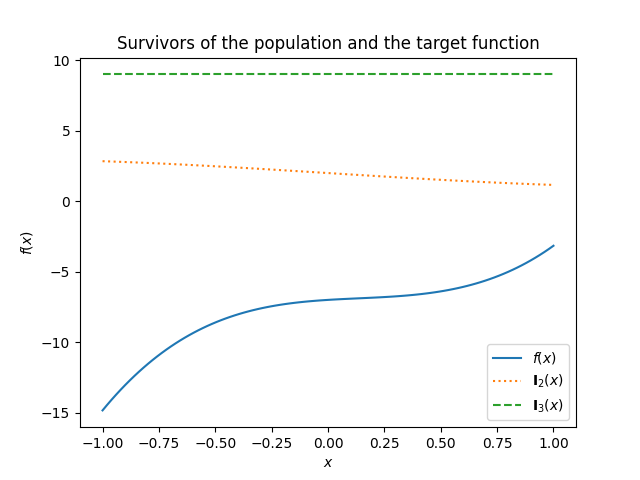 Survivors of the population and the target function
10
5
0
−5
−10
−15
f(x)
−1.00 −0.75 −0.50 −0.25 0.00 0.25 0.50 0.75 1.00
x
f(x)
I₂(x)
I₃(x)